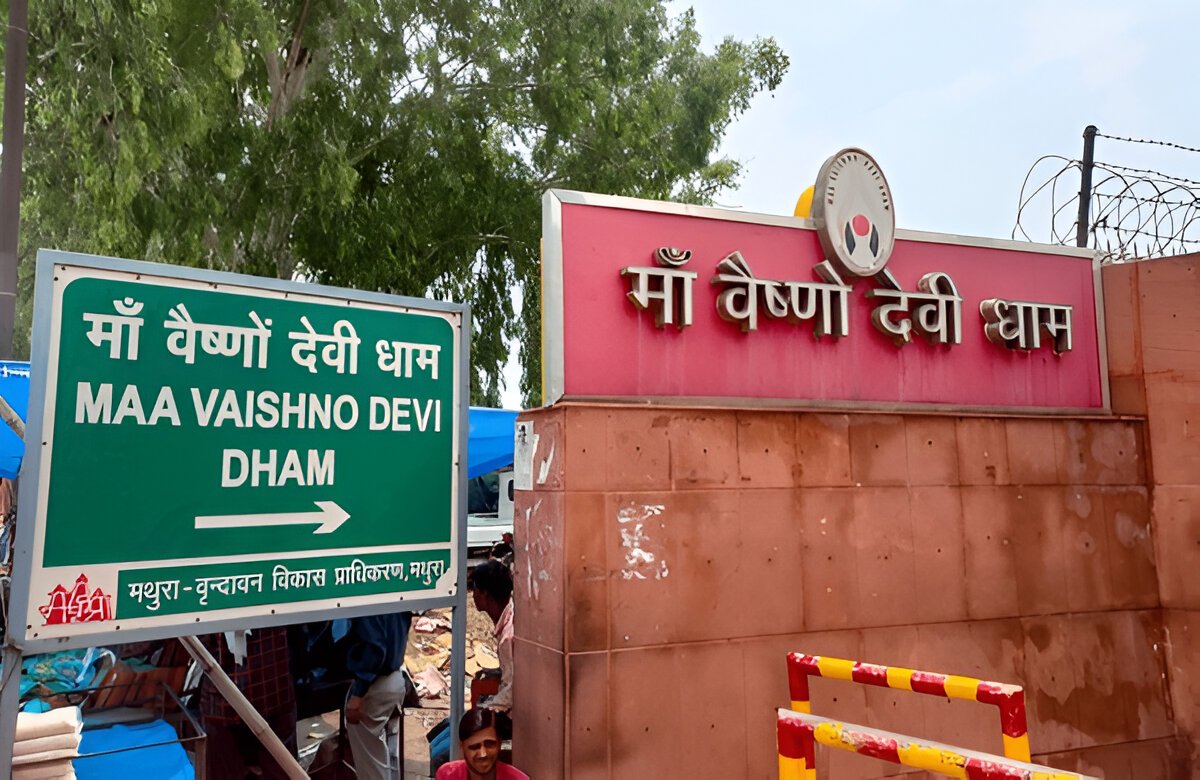 माँ वैष्णों देवी धाम
MAA VAISHNO DEVI
DHAM
मथुरा - वृन्दावन विकास प्राधिकरण, मथुरा
माँ वैष्णो देवी धाम